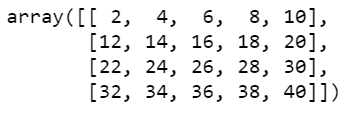 array([[ 2,  4,  6,  8, 10],
       [12, 14, 16, 18, 20],
       [22, 24, 26, 28, 30],
       [32, 34, 36, 38, 40]])